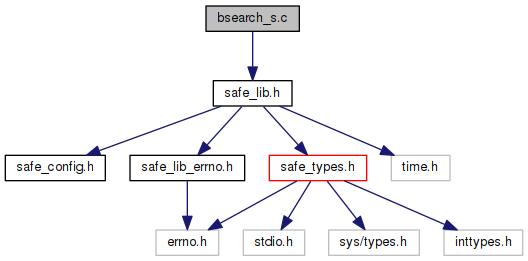 bsearch_s.c
safe_lib.h
safe_config.h
safe_lib_errno.h
safe_types.h
time.h
errno.h
stdio.h
sys/types.h
inttypes.h